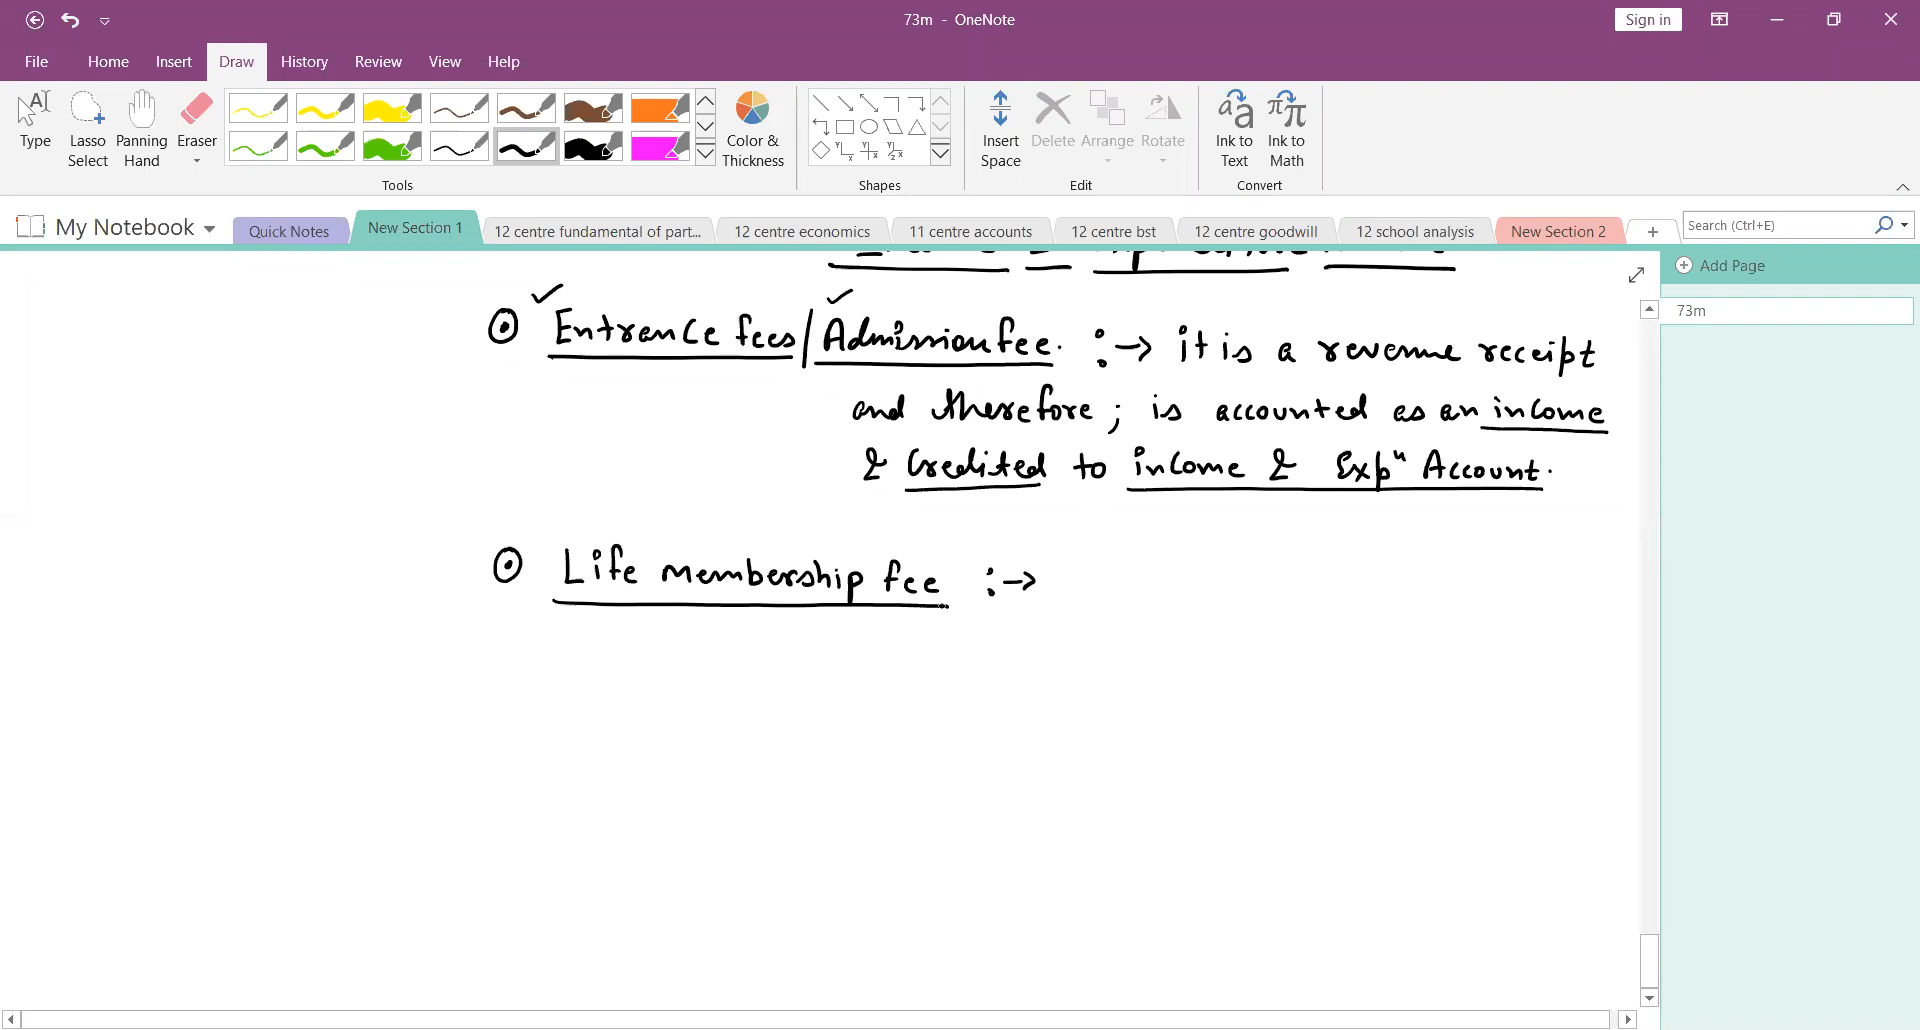 73m - OneNote
Sign in
File Home Insert Draw History Review View Help
Type Lasso Select Panning Hand Eraser Color & Thickness Insert Space Delete Arrange Rotate Ink to Text Ink to Math
Tools Shapes Edit Convert
My Notebook Quick Notes New Section 1 12 centre fundamental of part... 12 centre economics 11 centre accounts 12 centre bst 12 centre goodwill 12 school analysis New Section 2 Search (Ctrl+E)
Add Page
73m
Entrance fees/Admission fee. :→ it is a revenue receipt
and therefore; is accounted as an income
& Credited to income & Expn Account.
Life membership fee :→